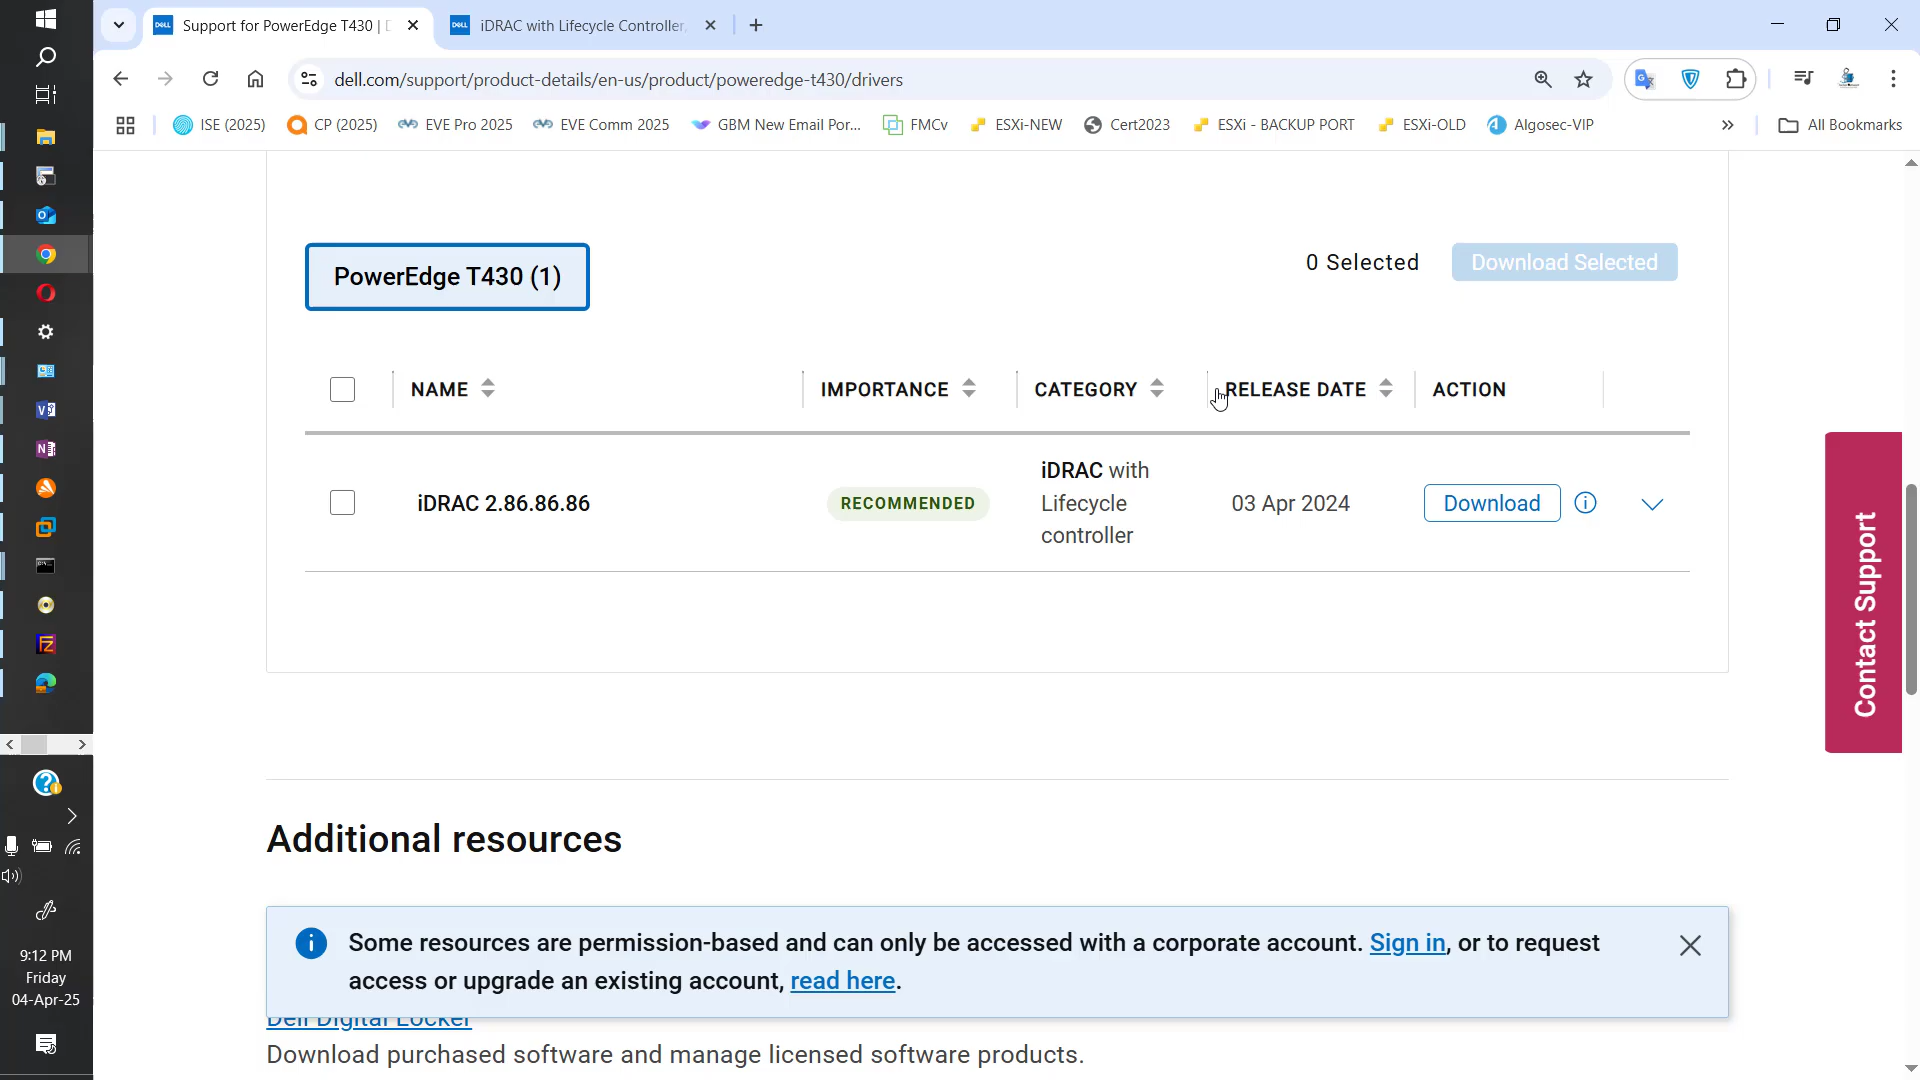 Support for PowerEdge T430 | D
iDRAC with Lifecycle Controller,
dell.com/support/product-details/en-us/product/poweredge-t430/drivers
ISE (2025)
CP (2025)
EVE Pro 2025
EVE Comm 2025
GBM New Email Por...
FMCv
ESXi-NEW
Cert2023
ESXi - BACKUP PORT
ESXi-OLD
Algosec-VIP
»
All Bookmarks
PowerEdge T430 (1)
0 Selected
Download Selected
NAME
IMPORTANCE
CATEGORY
RELEASE DATE
ACTION
iDRAC 2.86.86.86
RECOMMENDED
iDRAC with
Lifecycle
controller
03 Apr 2024
Download
Contact Support
Additional resources
Some resources are permission-based and can only be accessed with a corporate account. Sign in, or to request
access or upgrade an existing account, read here.
Dell Digital Locker
Download purchased software and manage licensed software products.
9:12 PM
Friday
04-Apr-25